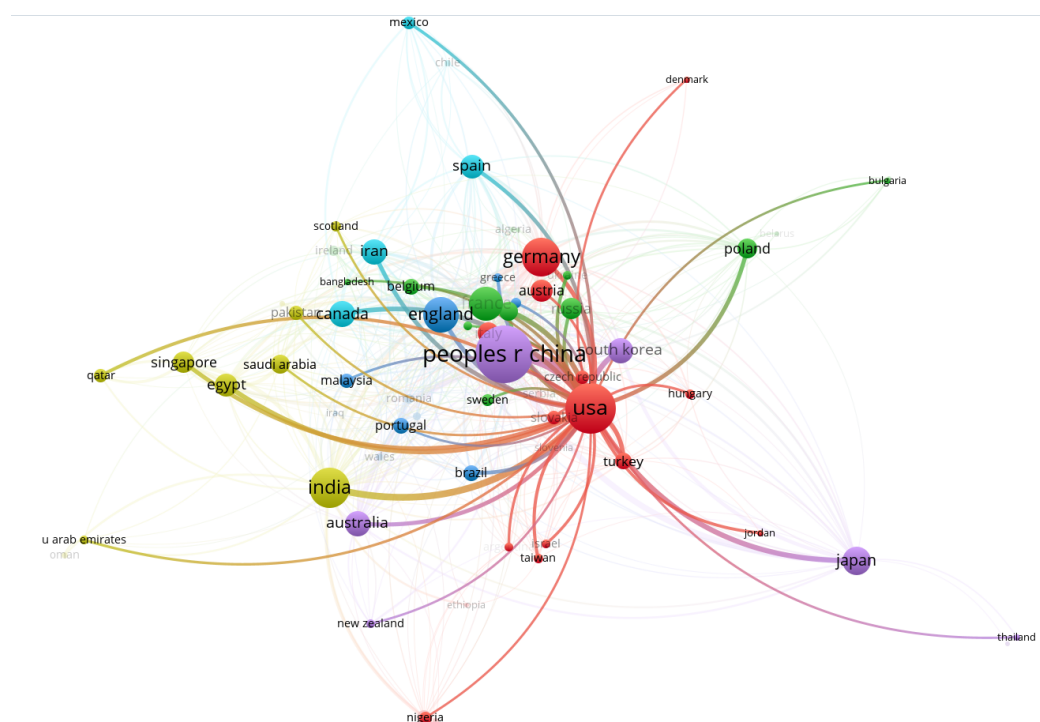 mexico
chile
denmark
spain
bulgaria
scotland
algeria
belarus
ireland
iran
poland
germany
greece
bangladesh
belgium
austria
france
pakistan
canada
england
russia
italy
peoples r china
south korea
singapore
saudi arabia
qatar
egypt
malaysia
czech republic
hungary
romania
serbia
sweden
usa
iraq
slovakia
portugal
slovenia
wales
turkey
brazil
india
australia
jordan
u arab emirates
oman
israel
taiwan
japan
ethiopia
new zealand
thailand
nigeria